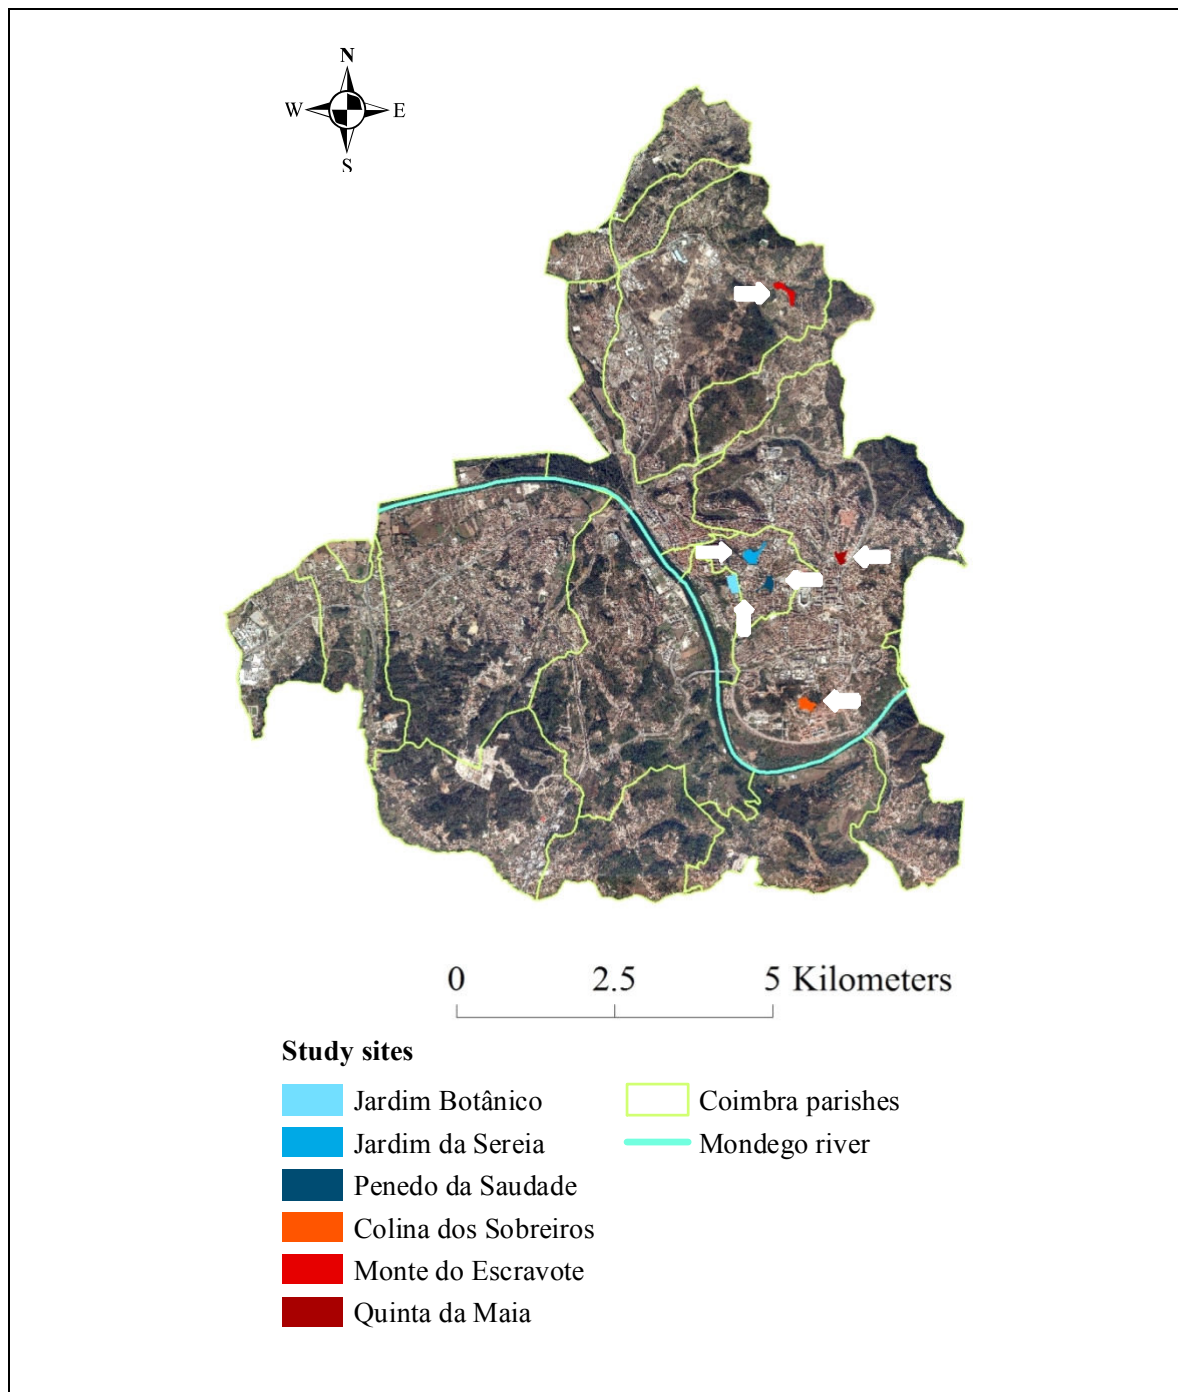 N
W E
S
0 2.5 5 Kilometers
Study sites
Jardim Botânico
Jardim da Sereia
Penedo da Saudade
Colina dos Sobreiros
Monte do Escravote
Quinta da Maia
Coimbra parishes
Mondego river